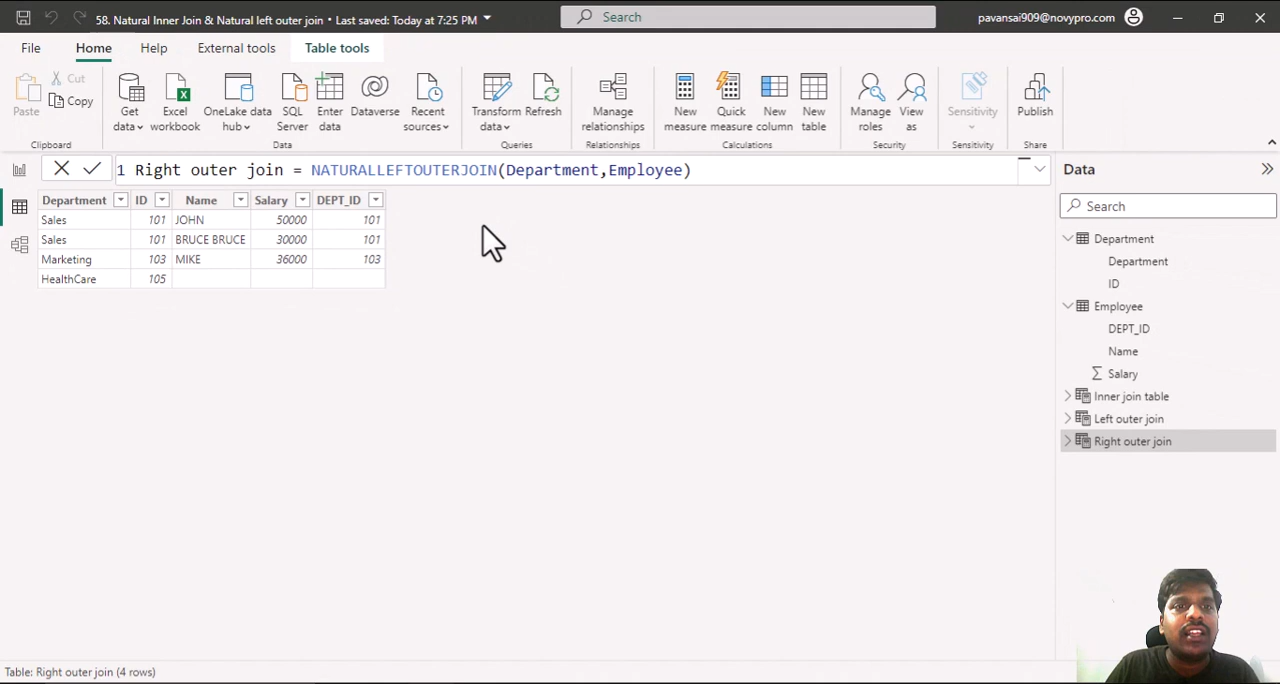 58. Natural Inner Join & Natural left outer join • Last saved: Today at 7:25 PM
Search
pavansai909@novypro.com
File
Home
Help
External tools
Table tools
Paste
Cut
Copy
Get data
Excel workbook
OneLake data hub
SQL Server
Enter data
Dataverse
Recent sources
Transform data
Refresh
Manage relationships
New measure
Quick measure
New column
New table
Manage roles
View as
Sensitivity
Publish
Clipboard
Data
Queries
Relationships
Calculations
Security
Sensitivity
Share
1 Right outer join = NATURALLEFTOUTERJOIN(Department,Employee)
Department ID Name Salary DEPT_ID
Sales 101 JOHN 50000 101
Sales 101 BRUCE BRUCE 30000 101
Marketing 103 MIKE 36000 103
HealthCare 105
Data
Search
Department
Department
ID
Employee
DEPT_ID
Name
Σ Salary
Inner join table
Left outer join
Right outer join
Table: Right outer join (4 rows)